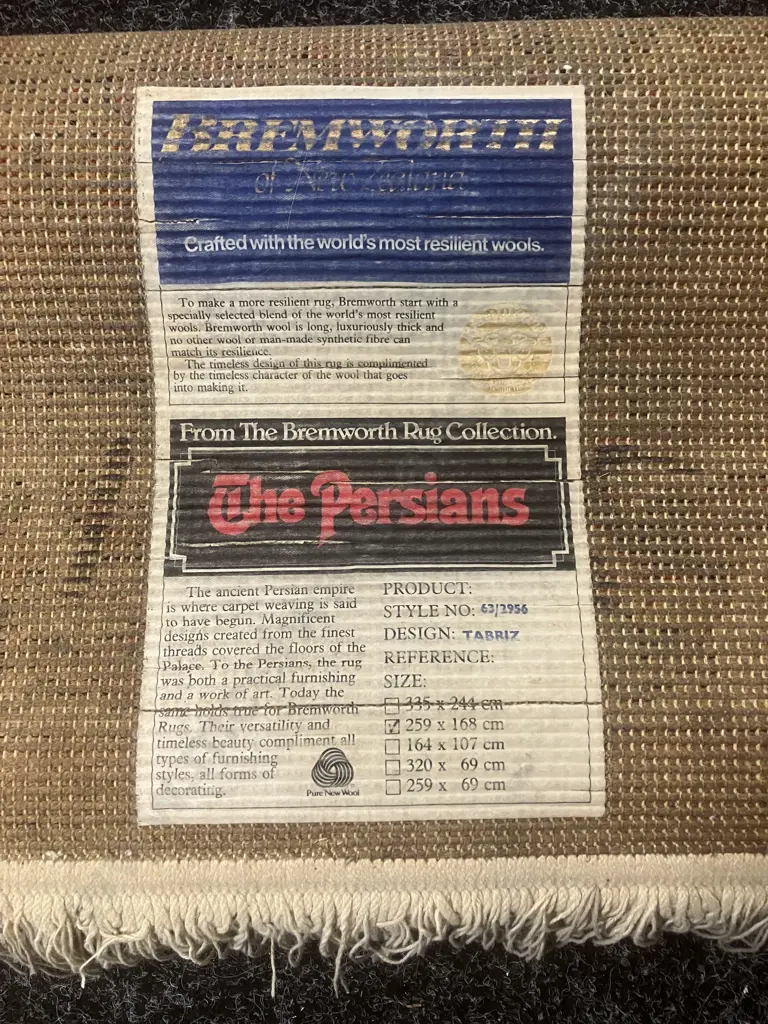 BREMWORTH
of New Zealand
Crafted with the world's most resilient wools.
To make a more resilient rug, Bremworth start with a
specially selected blend of the world's most resilient
wools. Bremworth wool is long, luxuriously thick and
no other wool or man-made synthetic fibre can
match its resilience.
The timeless design of this rug is complimented
by the timeless character of the wool that goes
into making it.
From The Bremworth Rug Collection.
The Persians
The ancient Persian empire
is where carpet weaving is said
to have begun. Magnificent
designs created from the finest
threads covered the floors of the
Palace. To the Persians, the rug
was both a practical furnishing
and a work of art. Today the
same holds true for Bremworth
Rugs. Their versatility and
timeless beauty compliment all
types of furnishing
styles, all forms of
decorating.
Pure New Wool
PRODUCT:
STYLE NO: 63/2956
DESIGN: TABRIZ
REFERENCE:
SIZE:
335 x 244 cm
259 x 168 cm
164 x 107 cm
320 x 69 cm
259 x 69 cm